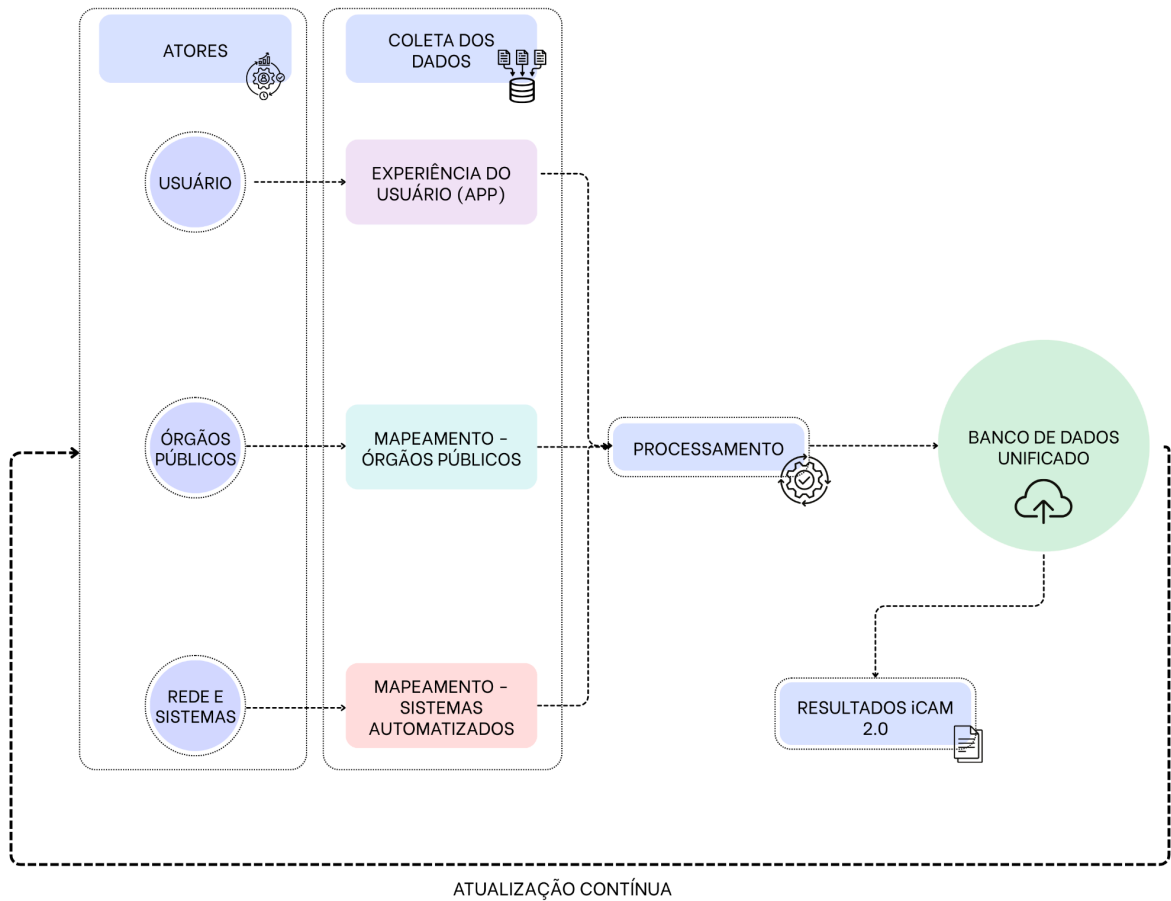 ATORES
COLETA DOS
DADOS
USUÁRIO
EXPERIÊNCIA DO
USUÁRIO (APP)
ÓRGÃOS
PÚBLICOS
MAPEAMENTO -
ÓRGÃOS PÚBLICOS
PROCESSAMENTO
BANCO DE DADOS
UNIFICADO
REDE E
SISTEMAS
MAPEAMENTO -
SISTEMAS
AUTOMATIZADOS
RESULTADOS iCAM
2.0
ATUALIZAÇÃO CONTÍNUA